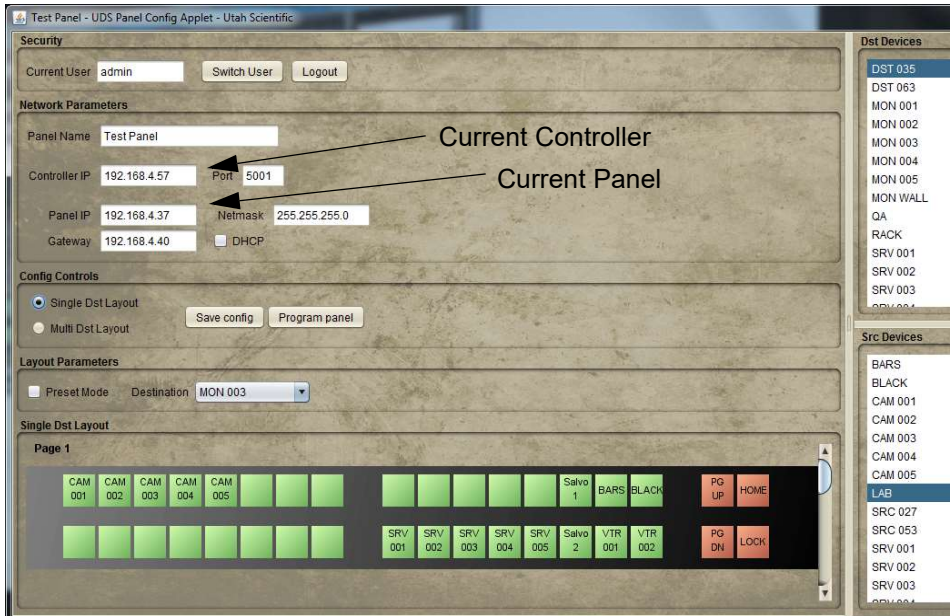 Test Panel - UDS Panel Config Applet - Utah Scientific
Security
Current User admin Switch User Logout
Network Parameters
Panel Name Test Panel
Current Controller
Controller IP 192.168.4.57 Port 5001
Current Panel
Panel IP 192.168.4.37 Netmask 255.255.255.0
Gateway 192.168.4.40 DHCP
Config Controls
Single Dst Layout
Save config Program panel
Multi Dst Layout
Layout Parameters
Preset Mode Destination MON 003
Single Dst Layout
Page 1
CAM 001 CAM 002 CAM 003 CAM 004 CAM 005 Salvo 1 BARS BLACK PG UP HOME
SRV 001 SRV 002 SRV 003 SRV 004 SRV 005 Salvo 2 VTR 001 VTR 002 PG DN LOCK
Dst Devices
DST 035
DST 063
MON 001
MON 002
MON 003
MON 004
MON 005
MON WALL
QA
RACK
SRV 001
SRV 002
SRV 003
Src Devices
BARS
BLACK
CAM 001
CAM 002
CAM 003
CAM 004
CAM 005
LAB
SRC 027
SRC 053
SRV 001
SRV 002
SRV 003